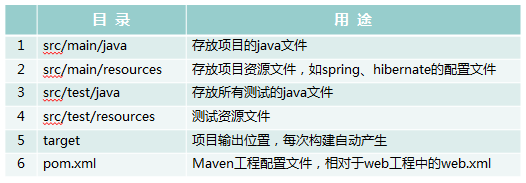 目 录 用 途
1 src/main/java 存放项目的java文件
2 src/main/resources 存放项目资源文件，如spring、hibernate的配置文件
3 src/test/java 存放所有测试的java文件
4 src/test/resources 测试资源文件
5 target 项目输出位置，每次构建自动产生
6 pom.xml Maven工程配置文件，相对于web工程中的web.xml